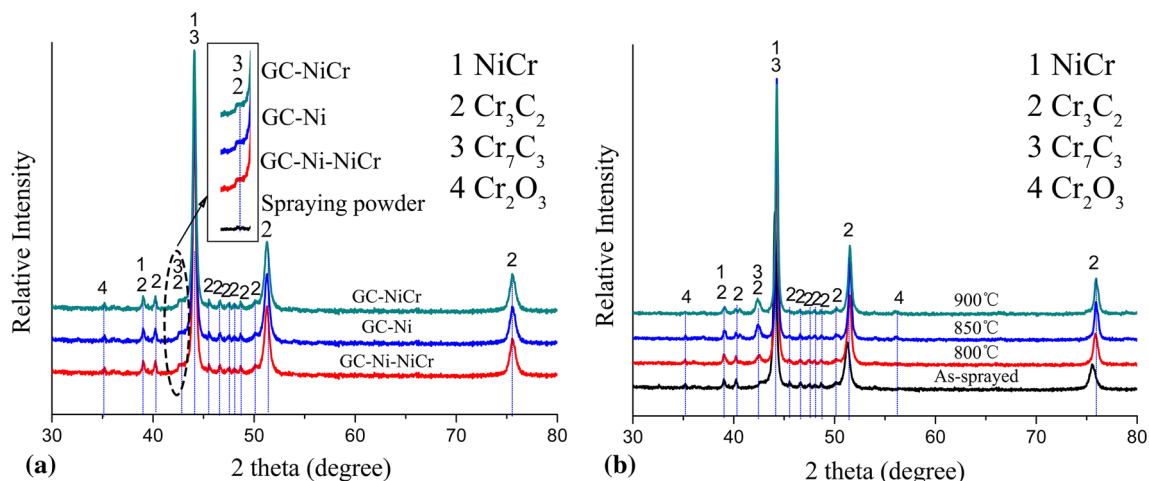 1
3
3
2
GC-NiCr
GC-Ni
GC-Ni-NiCr
Spraying powder
1 NiCr
2 Cr₃C₂
3 Cr₇C₃
4 Cr₂O₃
4
1
2
2
3
2
2
2
2
2
2
2
2
2
GC-NiCr
GC-Ni
GC-Ni-NiCr
Relative Intensity
30 40 50 60 70 80
2 theta (degree)
(a)
1
3
1 NiCr
2 Cr₃C₂
3 Cr₇C₃
4 Cr₂O₃
4
1
2
2
3
2
2
2
2
2
2
2
2
4
2
900℃
850℃
800℃
As-sprayed
Relative Intensity
30 40 50 60 70 80
2 theta (degree)
(b)